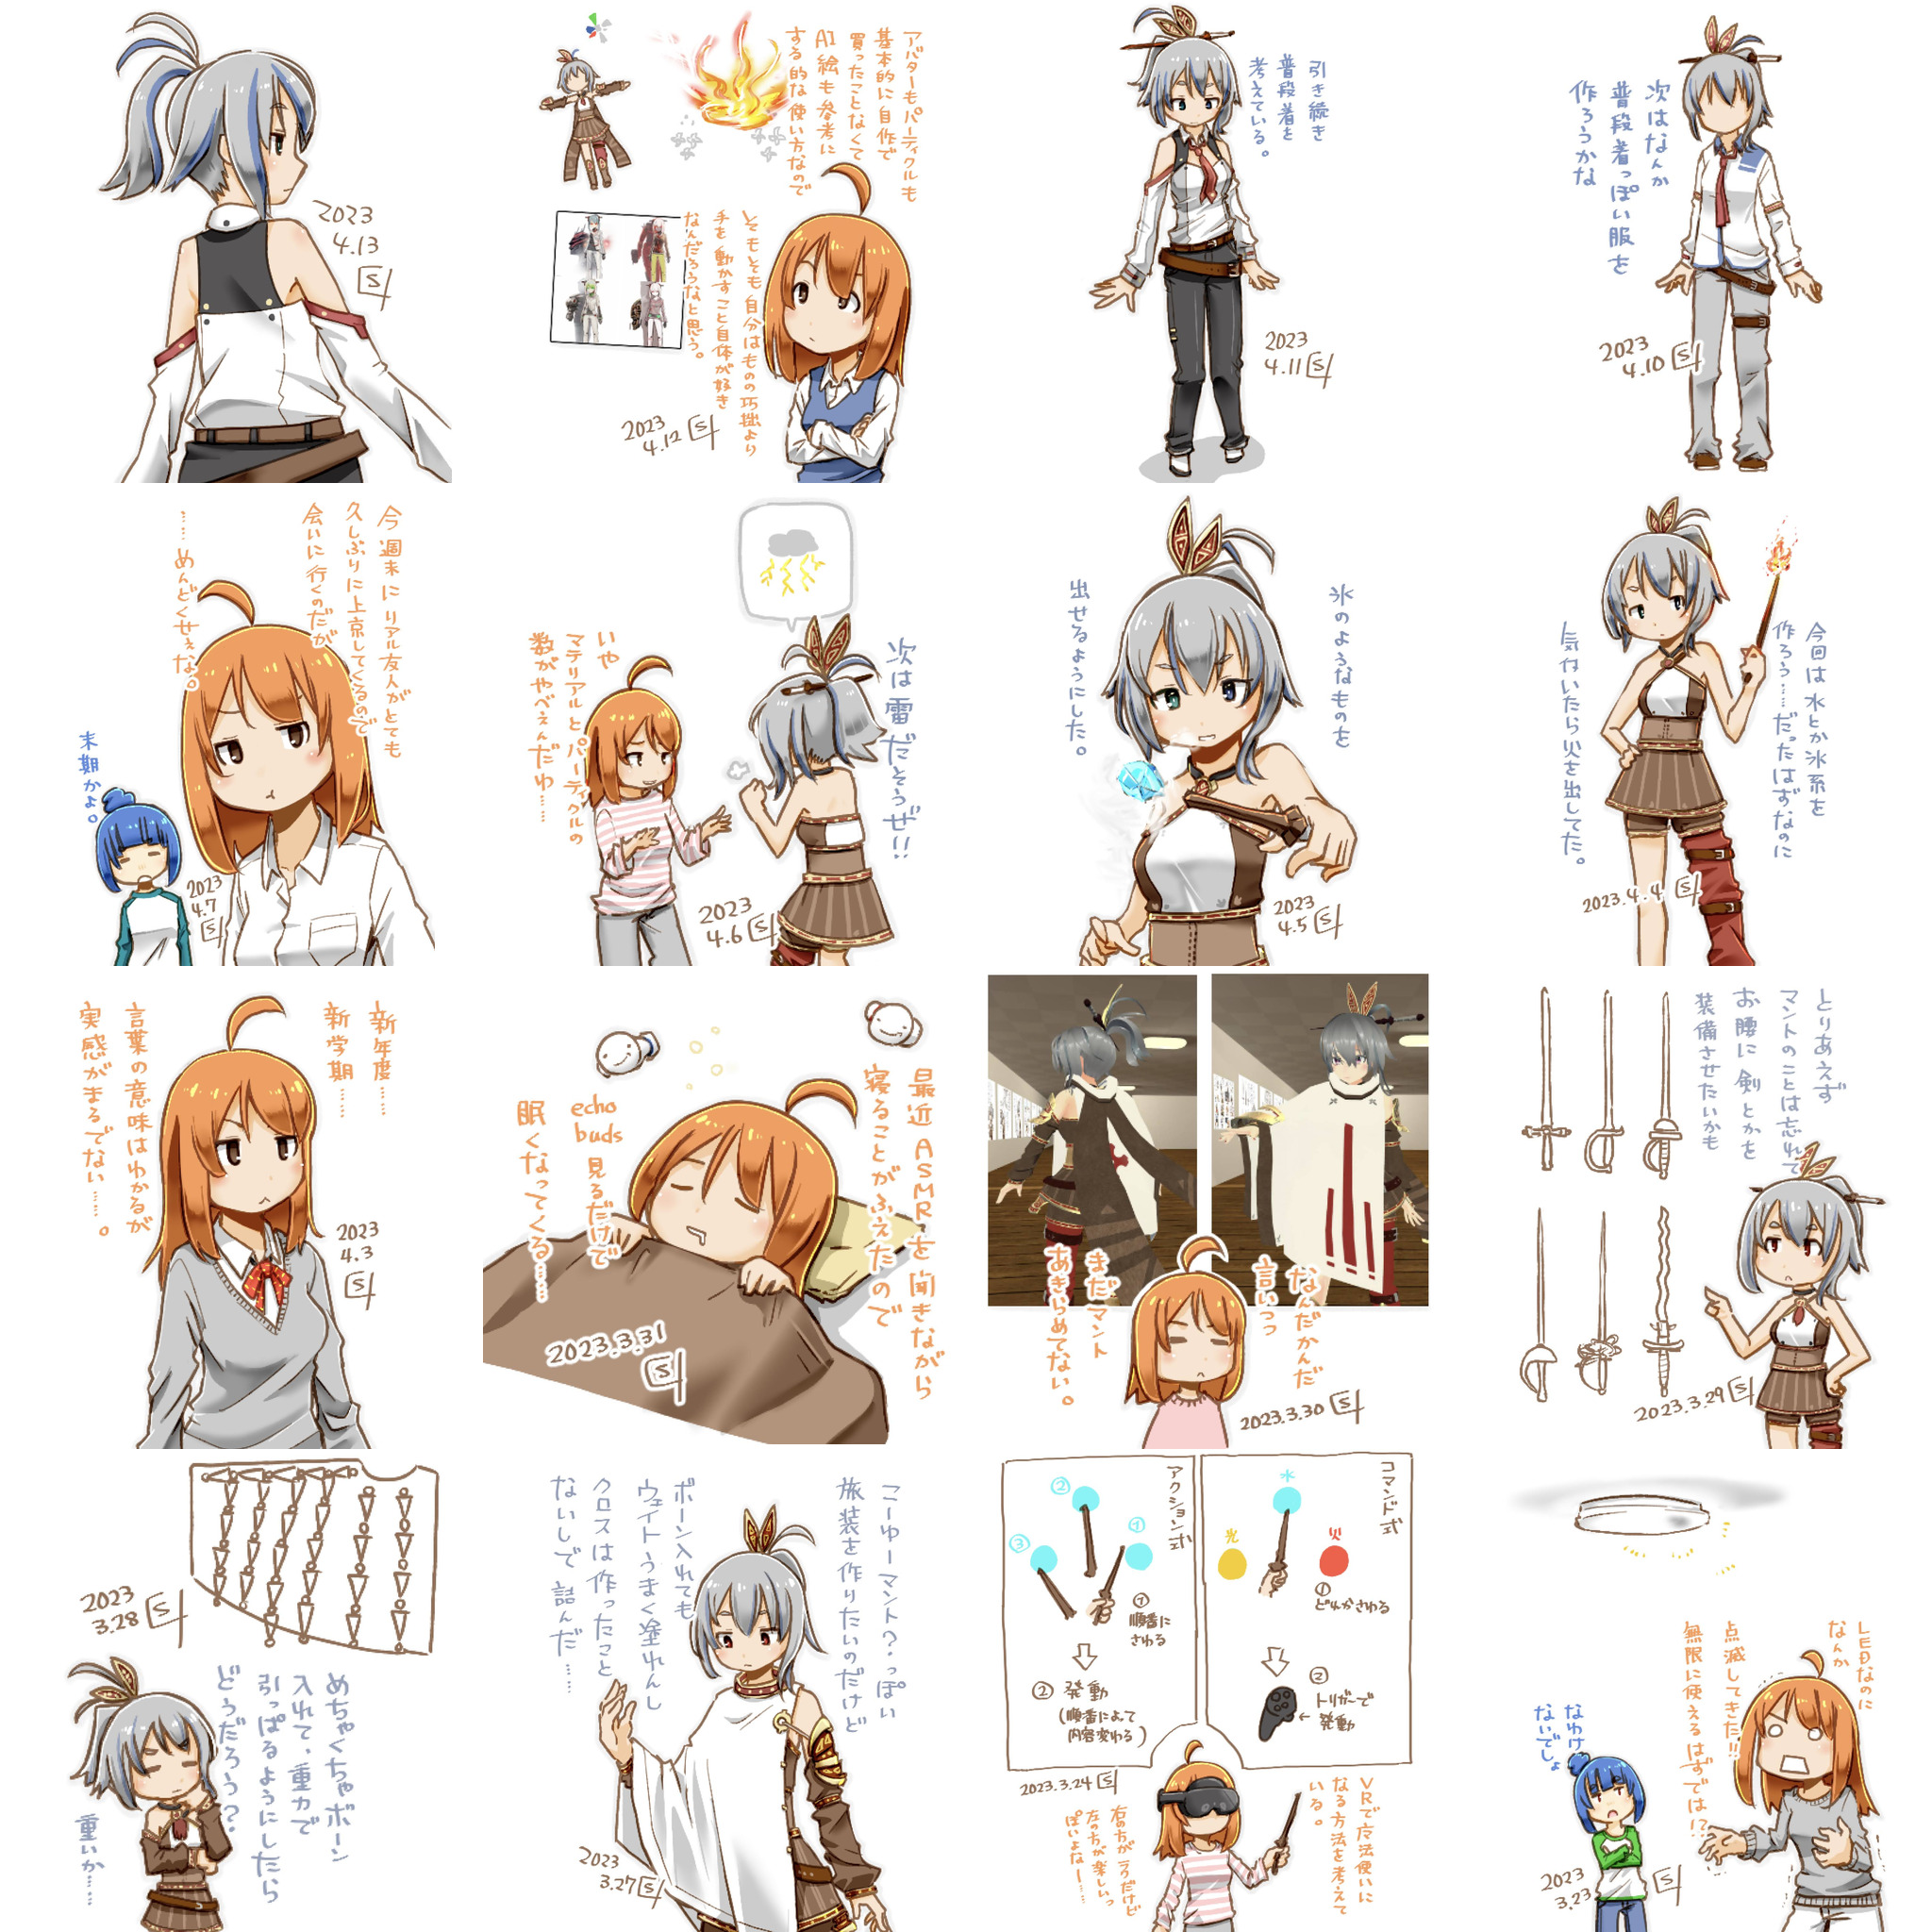 2023
4.13
アバターもパーティクルも
基本的に自作で
買ったことなくて
AI絵も参考に
する的な使い方なので
そもそも自分はものの巧拙より
手を動かすこと自体が好き
なんだろうなと思う。
2023
4.12
引き続き
普段着を
考えている。
2023
4.11
次はなんか
普段着っぽい服を
作ろうかな
2023
4.10
今週末にリアル友人がとても
久しぶりに上京してくるので
会いに行くのだが
……めんどくせぇな。
末期かよ。
2023
4.7
次は雷だそうぜ!!
いや
マテリアルとパーティクルの
数がやべぇんだわ……
2023
4.6
氷のようなものを
出せるようにした。
2023
4.5
今回は水とか氷系を
作ろう……だったはずなのに
気付いたら火を出してた。
2023.4.4
新年度……
新学期……
言葉の意味はわかるが
実感がまるでない……。
2023
4.3
最近ASMRを聞きながら
寝ることがふえたので
echo
buds
見るだけで
眠くなってくる……
2023.3.31
なんだかんだ
言いつつ
まだマント
あきらめてない。
2023.3.30
とりあえず
マントのことは忘れて
お腰に剣とかを
装備させたいかも
2023.3.29
2023
3.28
めちゃくちゃボーン
入れて、重力で
引っぱるようにしたら
どうだろう?
重いか……
こーゆーマント?っぽい
旅装を作りたいのだけど
ボーン入れても
ウェイトうまく塗れんし
クロスは作ったこと
ないしで詰んだ……
2023
3.27
コマンド式
水
光
火
①
どれかさわる
②
トリガーで
発動
アクション式
②
①
③
①
順番に
さわる
② 発動
(順番によって
内容変わる)
2023.3.24
VRで魔法使いに
なる方法を考えて
いる。
右の方が楽だけど
左の方が楽しいっ
ぽいよなー……
LEDなのに
なんか
点滅してきた!!
無限に使えるはずでは!?
なわけ
ないでしょ
2023
3.23